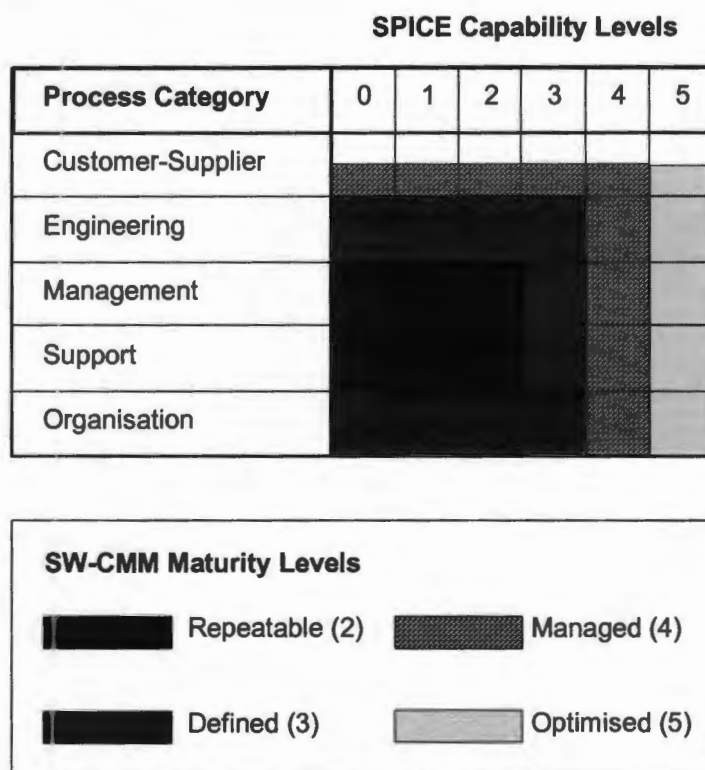 SPICE Capability Levels
Process Category 0 1 2 3 4 5
Customer-Supplier
Engineering
Management
Support
Organisation
SW-CMM Maturity Levels
Repeatable (2) Managed (4)
Defined (3) Optimised (5)